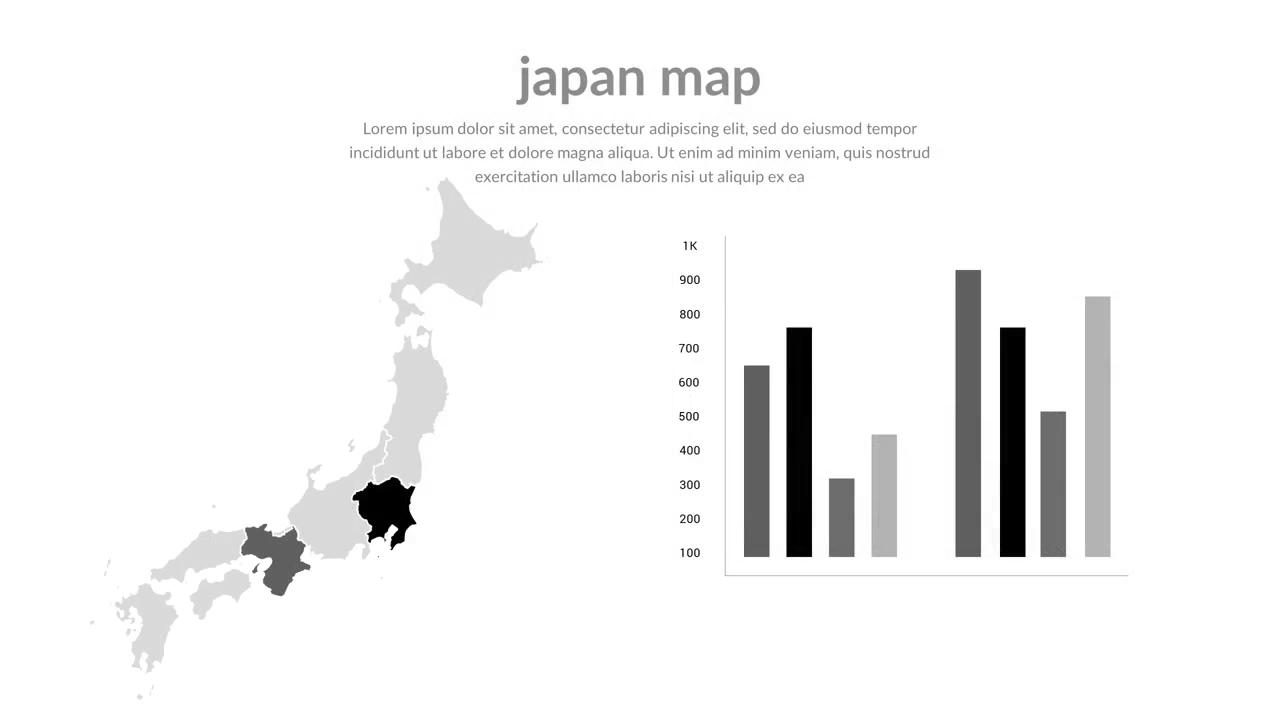 japan map
Lorem ipsum dolor sit amet, consectetur adipiscing elit, sed do eiusmod tempor
incididunt ut labore et dolore magna aliqua. Ut enim ad minim veniam, quis nostrud
exercitation ullamco laboris nisi ut aliquip ex ea
1K
900
800
700
600
500
400
300
200
100